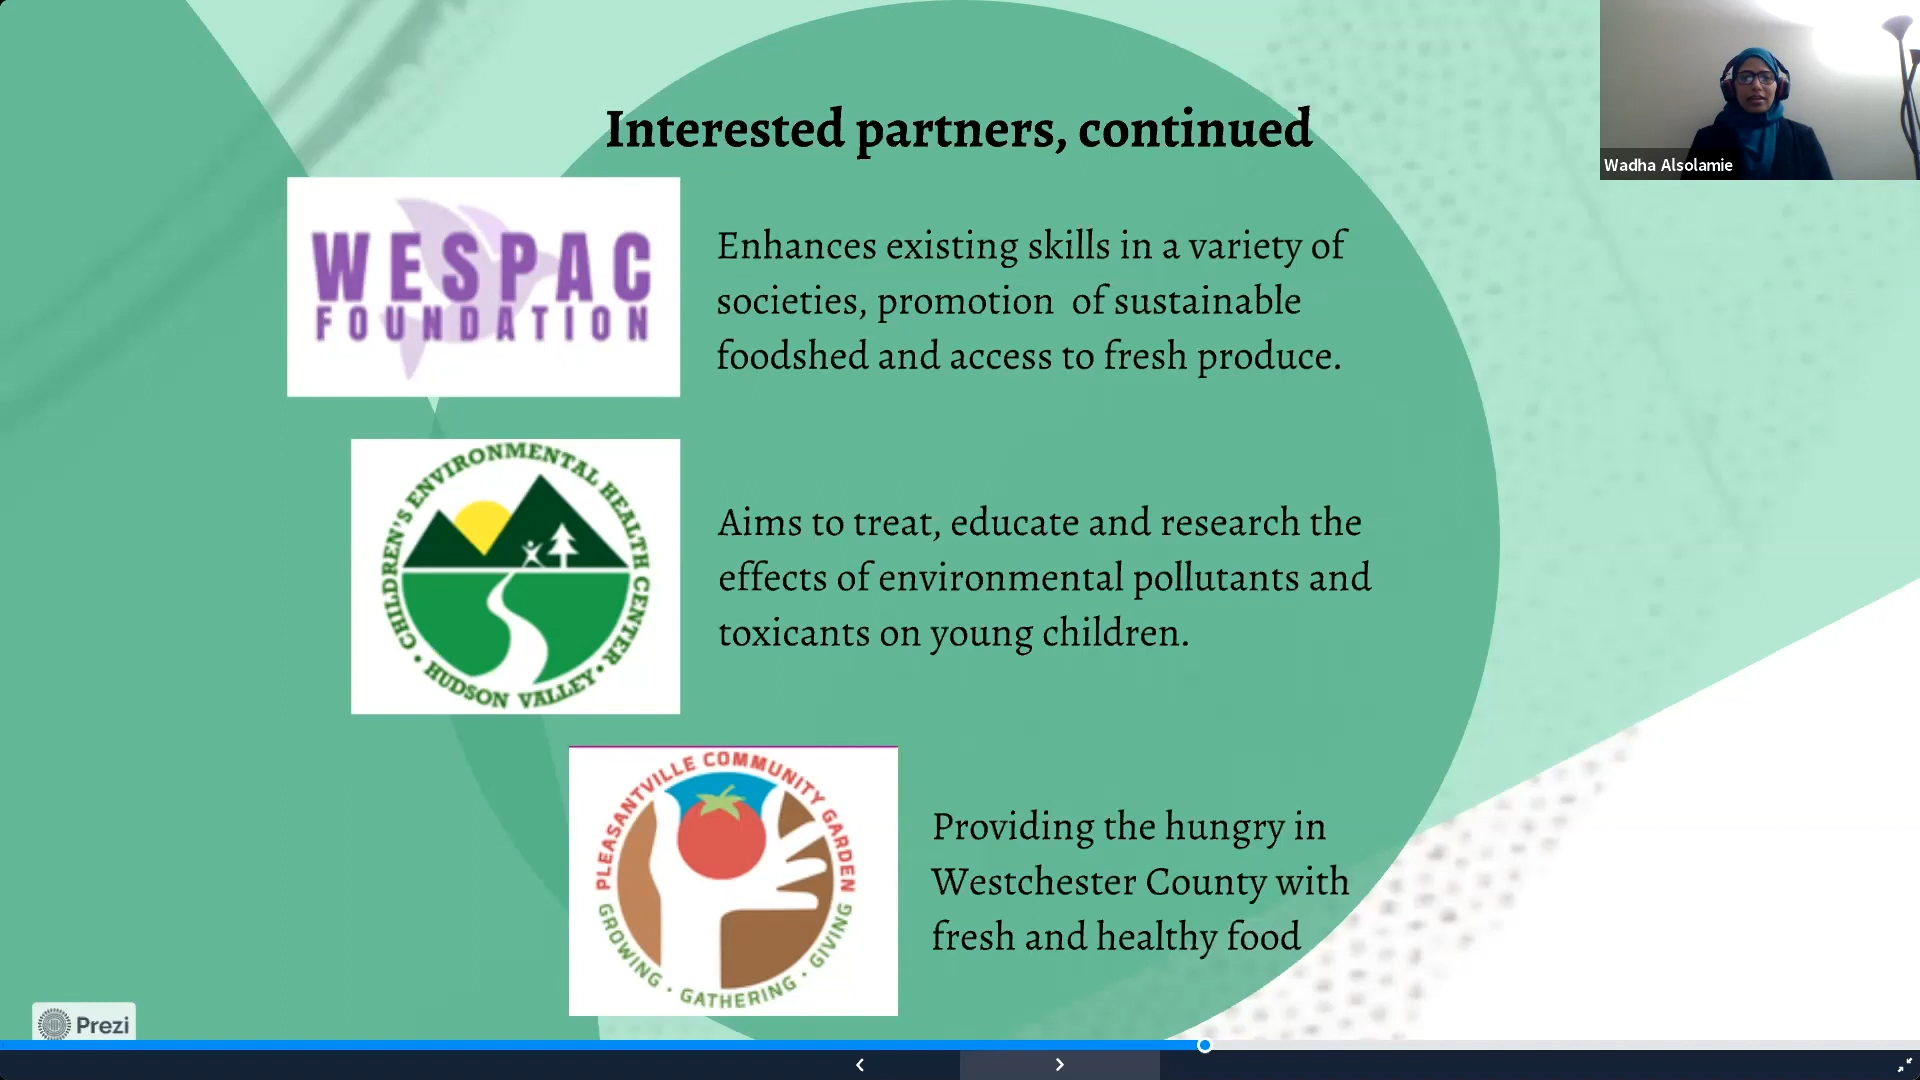 Interested partners, continued
Wadha Alsolamie
WESPAC
FOUNDATION
Enhances existing skills in a variety of
societies, promotion  of sustainable
foodshed and access to fresh produce.
CHILDREN'S ENVIRONMENTAL HEALTH CENTER
• HUDSON VALLEY •
Aims to treat, educate and research the
effects of environmental pollutants and
toxicants on young children.
PLEASANTVILLE COMMUNITY GARDEN
GROWING • GATHERING • GIVING
Providing the hungry in
Westchester County with
fresh and healthy food
Prezi